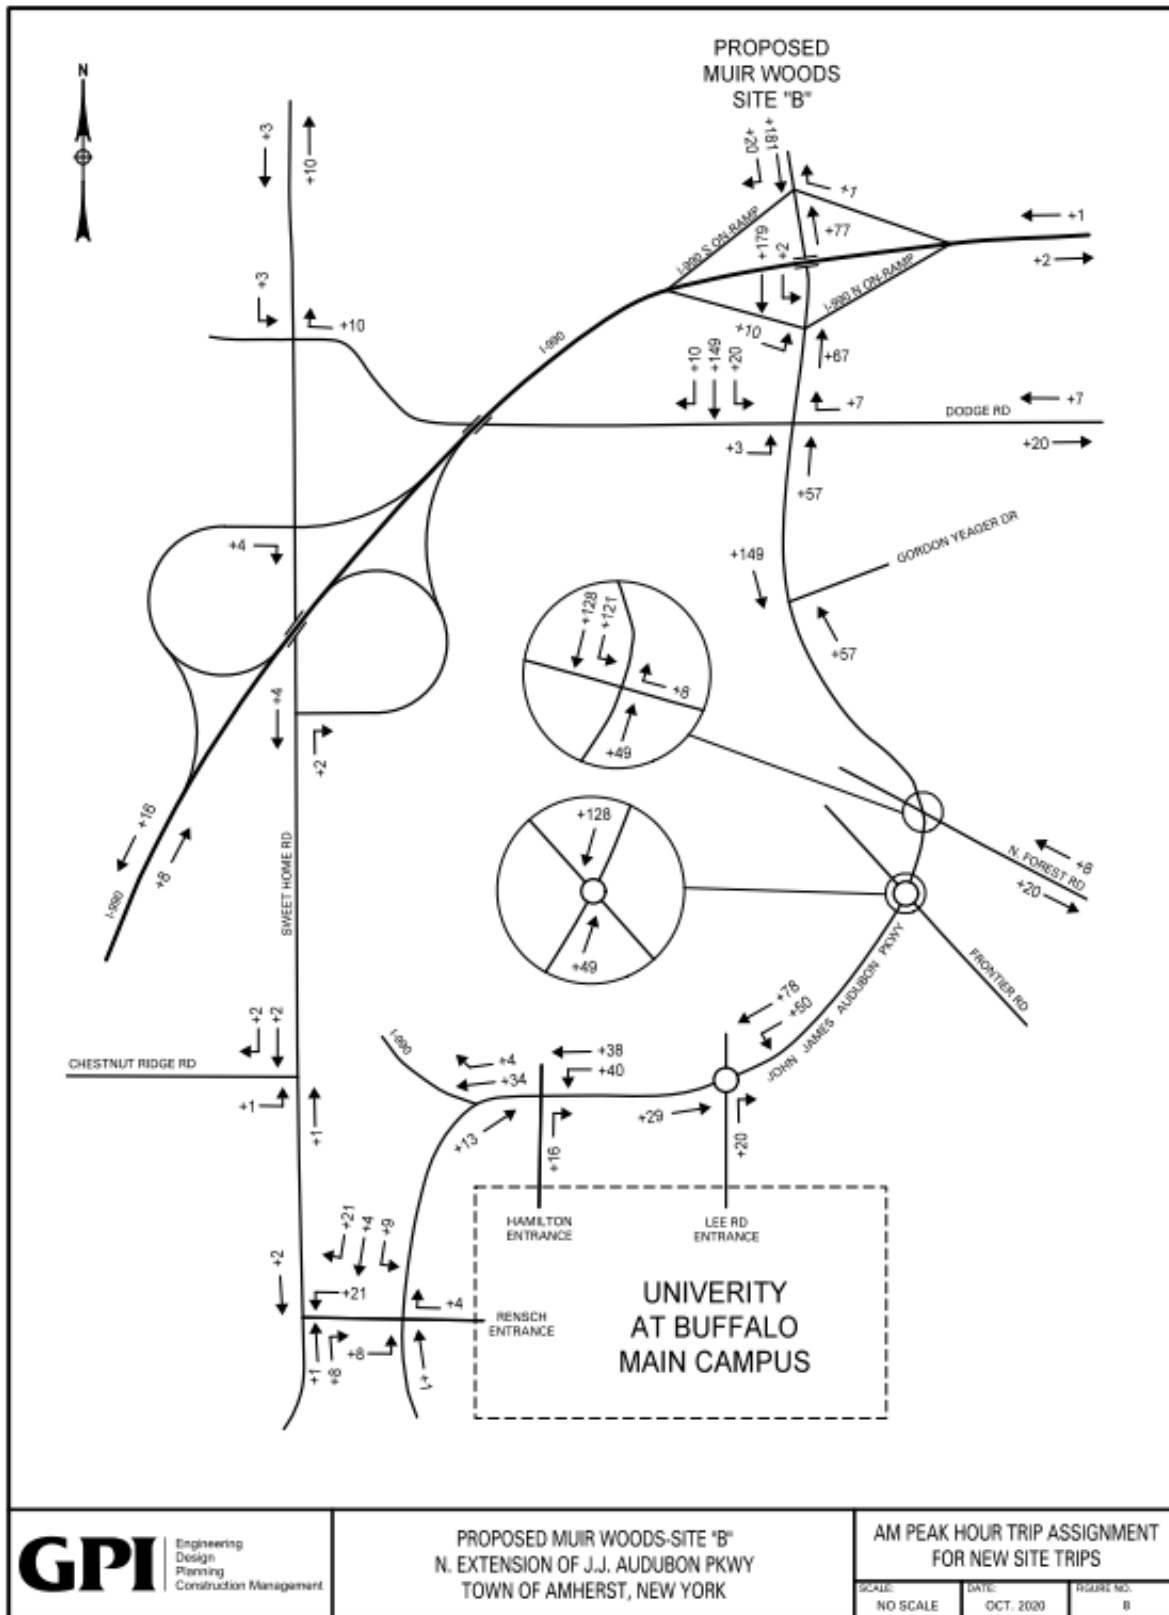 PROPOSED
MUIR WOODS
SITE "B"
N
+3
+10
+20
+181
+1
+77
+1
+2
I-990 S ON-RAMP
+179
+2
I-990 N ON-RAMP
+10
+67
+3
+10
I-990
+10
+149
+20
+7
DODGE RD
+7
+3
+20
+57
+4
+149
GORDON YEAGER DR
+57
+128
+121
+8
+49
+4
+2
+16
+8
I-990
SWEET HOME RD
+128
+49
N. FOREST RD
+8
+20
FRONTIER RD
JOHN JAMES AUDUBON PKWY
+78
+50
+2
+2
CHESTNUT RIDGE RD
+1
+1
I-990
+4
+34
+38
+40
+13
+16
+29
+20
HAMILTON
ENTRANCE
LEE RD
ENTRANCE
+2
+21
+4
+9
+21
+4
RENSCH
ENTRANCE
+1
+8
+8
+1
UNIVERITY
AT BUFFALO
MAIN CAMPUS
GPI
Engineering
Design
Planning
Construction Management
PROPOSED MUIR WOODS-SITE "B"
N. EXTENSION OF J.J. AUDUBON PKWY
TOWN OF AMHERST, NEW YORK
AM PEAK HOUR TRIP ASSIGNMENT
FOR NEW SITE TRIPS
SCALE:
NO SCALE
DATE:
OCT. 2020
FIGURE NO.
8